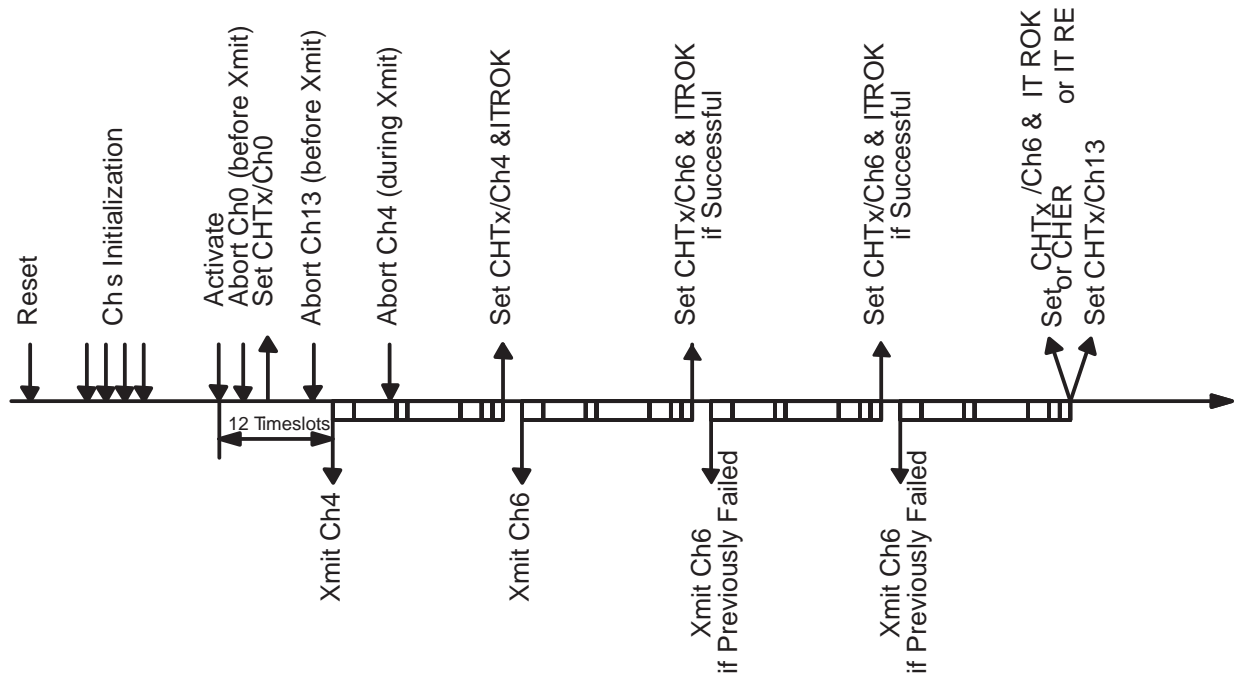 Reset
Chs Initialization
Activate
Abort Ch0 (before Xmit)
Set CHTx/Ch0
Abort Ch13 (before Xmit)
Abort Ch4 (during Xmit)
Set CHTx/Ch4 &ITROK
Set CHTx/Ch6 & ITROK
if Successful
Set CHTx/Ch6 & ITROK
if Successful
Set CHTx/Ch6 & IT ROK
or CHER or IT RE
Set CHTx/Ch13
12 Timeslots
Xmit Ch4
Xmit Ch6
Xmit Ch6
if Previously Failed
Xmit Ch6
if Previously Failed